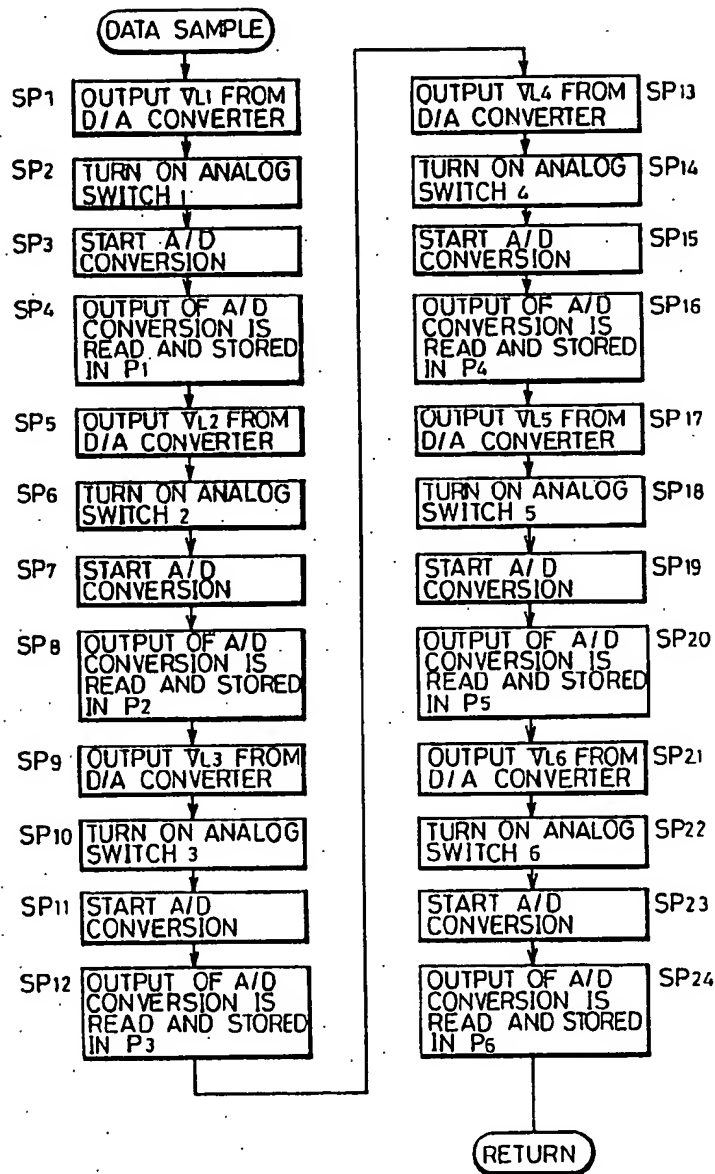 DATA SAMPLE
SP1
OUTPUT VL1 FROM
D/A CONVERTER
SP2
TURN ON ANALOG
SWITCH 1
SP3
START A/D
CONVERSION
SP4
OUTPUT OF A/D
CONVERSION IS
READ AND STORED
IN P1
SP5
OUTPUT VL2 FROM
D/A CONVERTER
SP6
TURN ON ANALOG
SWITCH 2
SP7
START A/D
CONVERSION
SP8
OUTPUT OF A/D
CONVERSION IS
READ AND STORED
IN P2
SP9
OUTPUT VL3 FROM
D/A CONVERTER
SP10
TURN ON ANALOG
SWITCH 3
SP11
START A/D
CONVERSION
SP12
OUTPUT OF A/D
CONVERSION IS
READ AND STORED
IN P3
OUTPUT VL4 FROM
D/A CONVERTER
SP13
TURN ON ANALOG
SWITCH 4
SP14
START A/D
CONVERSION
SP15
OUTPUT OF A/D
CONVERSION IS
READ AND STORED
IN P4
SP16
OUTPUT VL5 FROM
D/A CONVERTER
SP17
TURN ON ANALOG
SWITCH 5
SP18
START A/D
CONVERSION
SP19
OUTPUT OF A/D
CONVERSION IS
READ AND STORED
IN P5
SP20
OUTPUT VL6 FROM
D/A CONVERTER
SP21
TURN ON ANALOG
SWITCH 6
SP22
START A/D
CONVERSION
SP23
OUTPUT OF A/D
CONVERSION IS
READ AND STORED
IN P6
SP24
RETURN